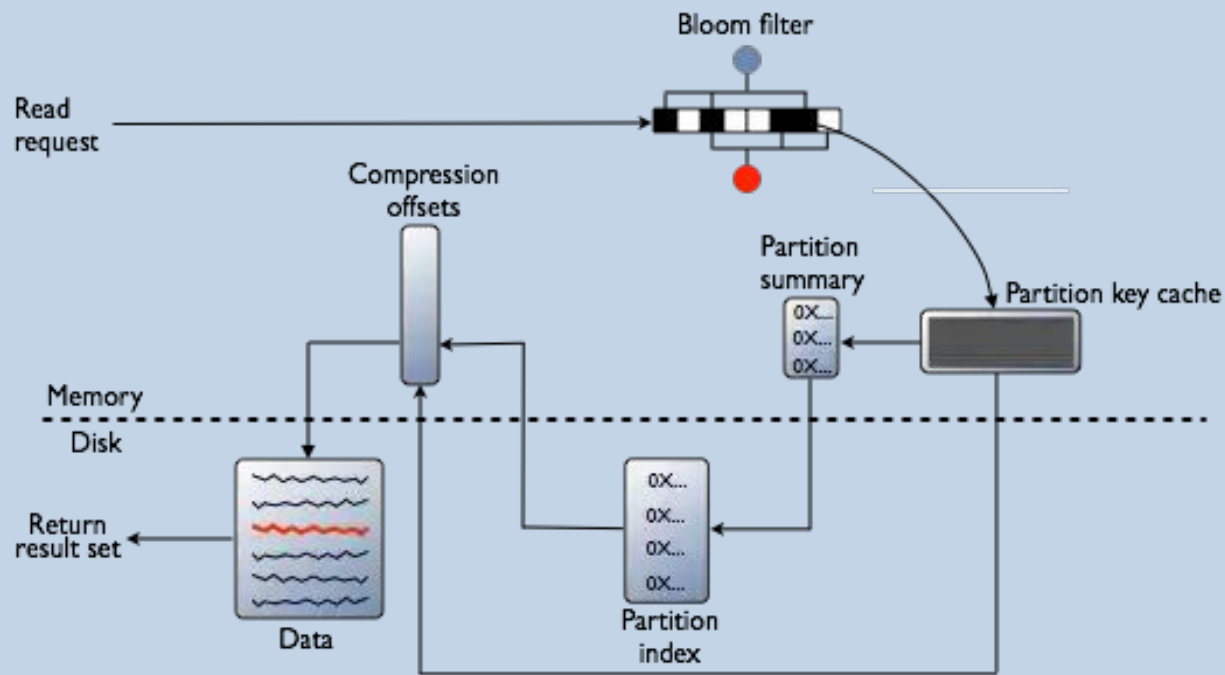 Bloom filter
Read
request
Compression
offsets
Partition
summary
Partition key cache
0X...
0X...
0X...
Memory
Disk
0X...
0X...
0X...
0X...
Return
result set
Data
Partition
index